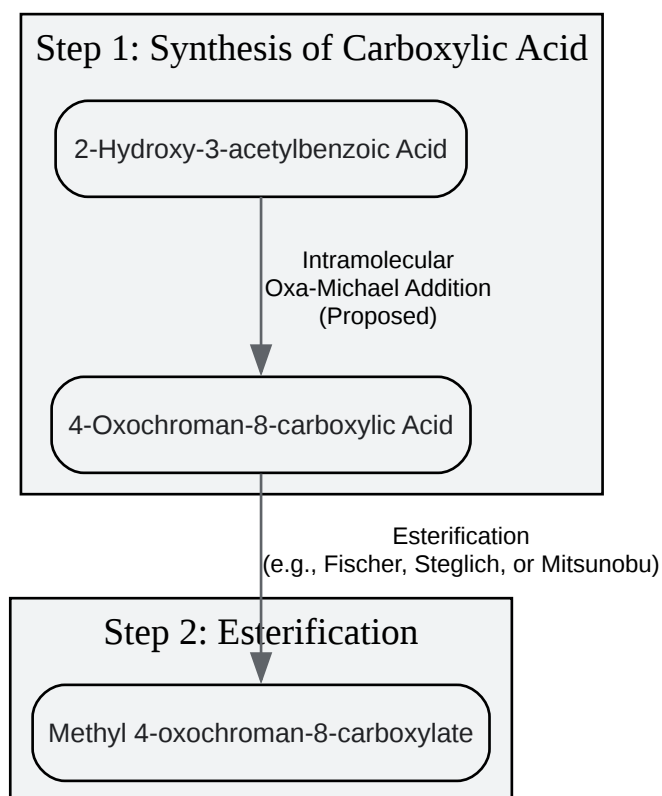 Step 1: Synthesis of Carboxylic Acid
2-Hydroxy-3-acetylbenzoic Acid
Intramolecular
Oxa-Michael Addition
(Proposed)
4-Oxochroman-8-carboxylic Acid
Esterification
(e.g., Fischer, Steglich, or Mitsunobu)
Step 2: Esterification
Methyl 4-oxochroman-8-carboxylate